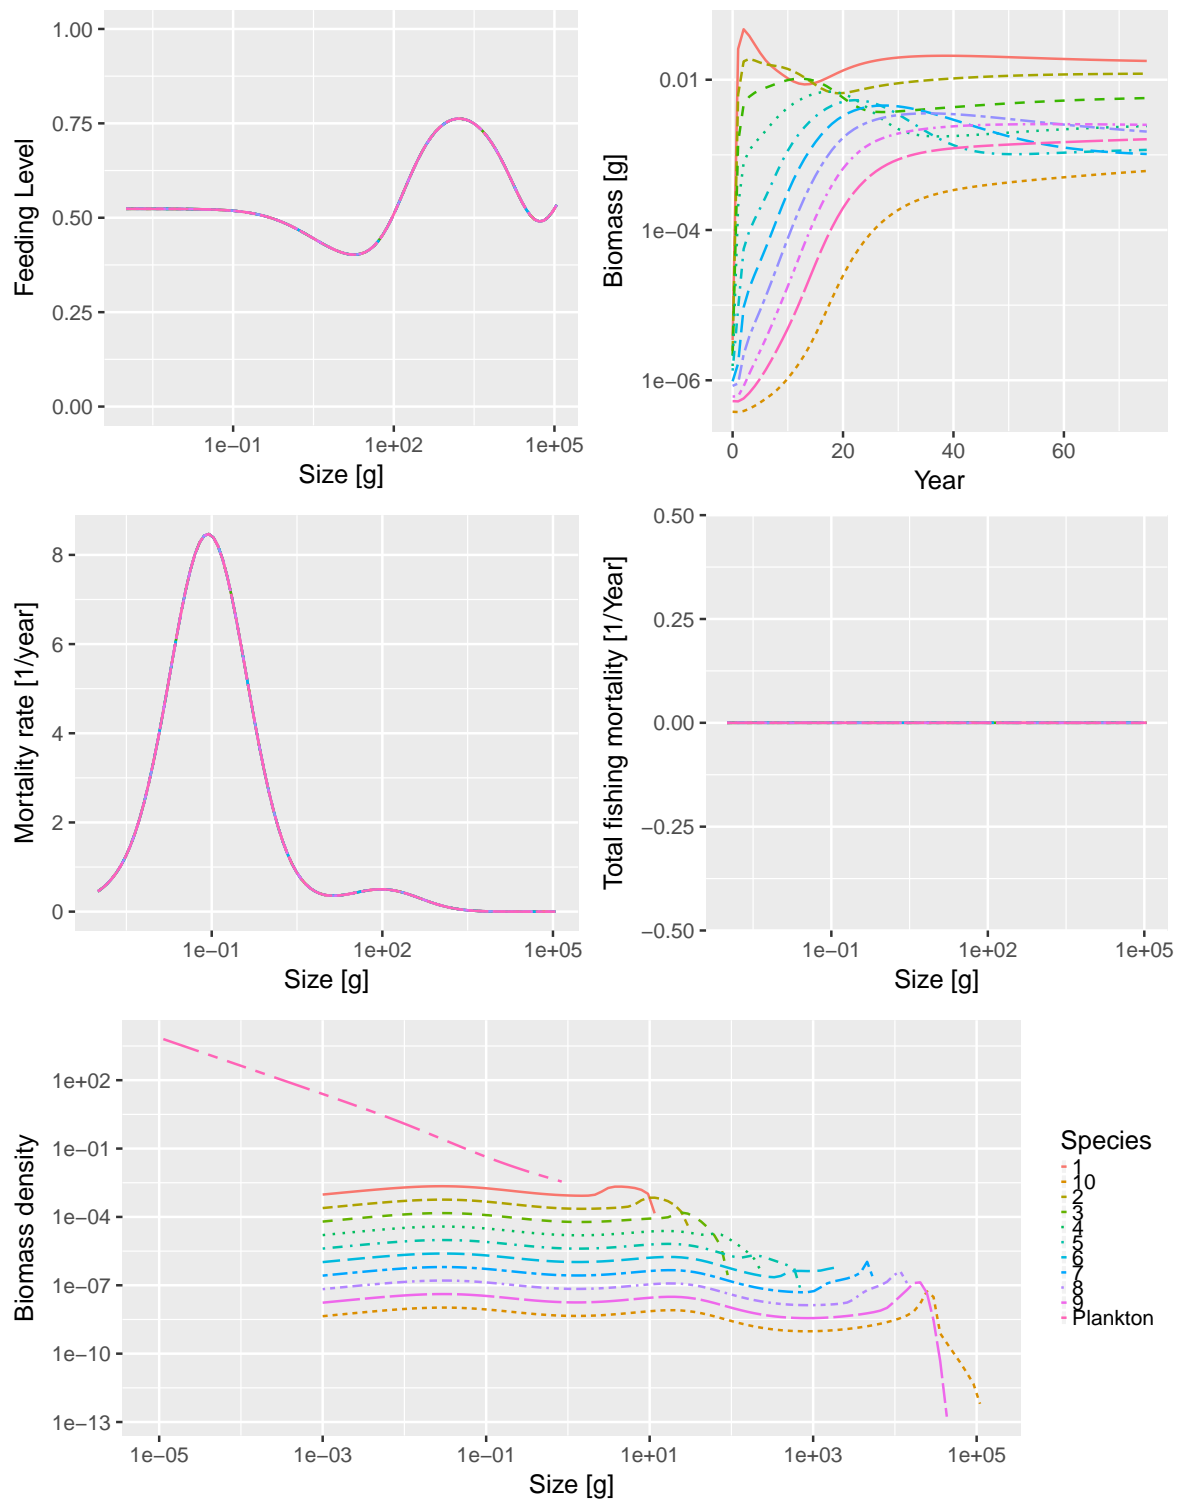 1.00
0.75
0.50
0.25
0.00
Feeding Level
1e−01
1e+02
1e+05
Size [g]
0.01
1e−04
1e−06
Biomass [g]
0
20
40
60
Year
8
6
4
2
0
Mortality rate [1/year]
1e−01
1e+02
1e+05
Size [g]
0.50
0.25
0.00
−0.25
−0.50
Total fishing mortality [1/Year]
1e−01
1e+02
1e+05
Size [g]
1e+02
1e−01
1e−04
1e−07
1e−10
1e−13
Biomass density
1e−05
1e−03
1e−01
1e+01
1e+03
1e+05
Size [g]
Species
1
10
2
3
4
5
6
7
8
9
Plankton